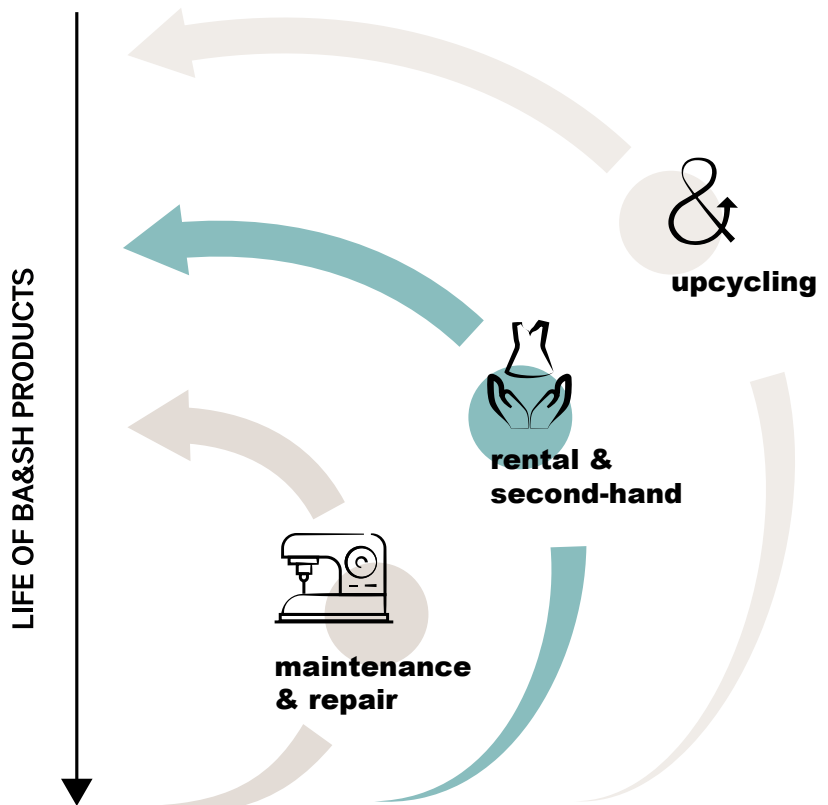 LIFE OF BA&SH PRODUCTS
&
upcycling
rental &
second-hand
maintenance
& repair